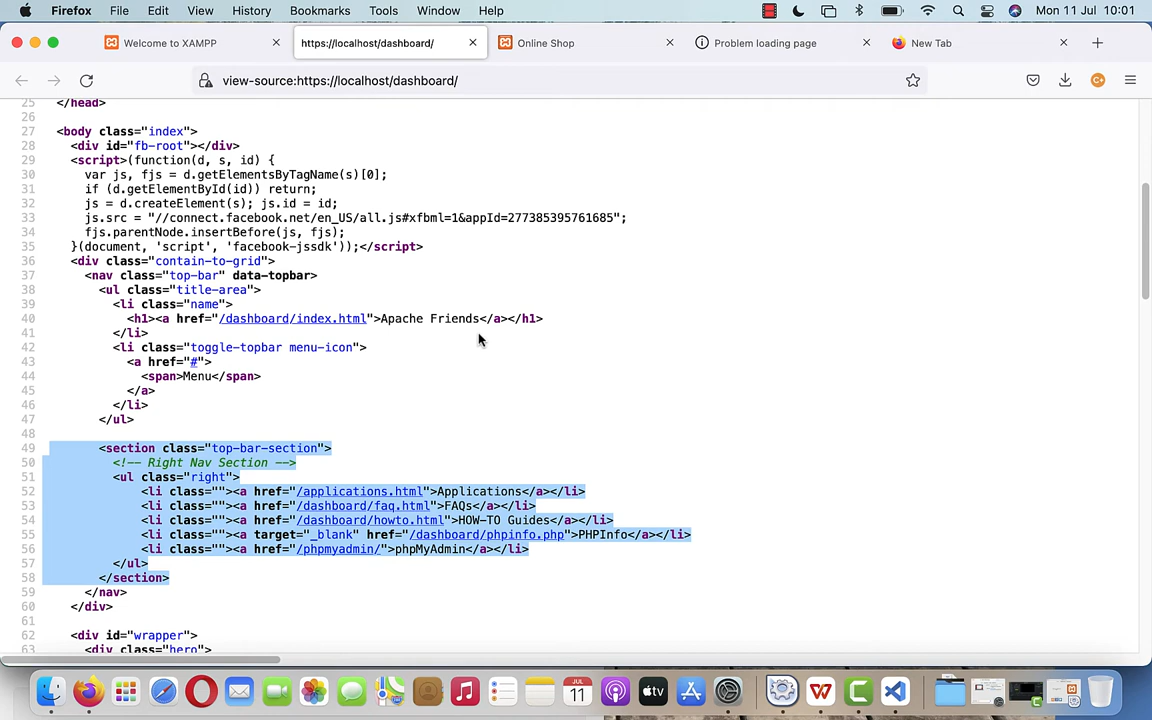 Firefox File Edit View History Bookmarks Tools Window Help Mon 11 Jul 10:01
Welcome to XAMPP https://localhost/dashboard/ Online Shop Problem loading page New Tab
view-source:https://localhost/dashboard/
25 </head>
26
27 <body class="index">
28 <div id="fb-root"></div>
29 <script>(function(d, s, id) {
30 var js, fjs = d.getElementsByTagName(s)[0];
31 if (d.getElementById(id)) return;
32 js = d.createElement(s); js.id = id;
33 js.src = "//connect.facebook.net/en_US/all.js#xfbml=1&appId=277385395761685";
34 fjs.parentNode.insertBefore(js, fjs);
35 }(document, 'script', 'facebook-jssdk'));</script>
36 <div class="contain-to-grid">
37 <nav class="top-bar" data-topbar>
38 <ul class="title-area">
39 <li class="name">
40 <h1><a href="/dashboard/index.html">Apache Friends</a></h1>
41 </li>
42 <li class="toggle-topbar menu-icon">
43 <a href="#">
44 <span>Menu</span>
45 </a>
46 </li>
47 </ul>
48
49 <section class="top-bar-section">
50 <!-- Right Nav Section -->
51 <ul class="right">
52 <li class=""><a href="/applications.html">Applications</a></li>
53 <li class=""><a href="/dashboard/faq.html">FAQs</a></li>
54 <li class=""><a href="/dashboard/howto.html">HOW-TO Guides</a></li>
55 <li class=""><a target="_blank" href="/dashboard/phpinfo.php">PHPInfo</a></li>
56 <li class=""><a href="/phpmyadmin/">phpMyAdmin</a></li>
57 </ul>
58 </section>
59 </nav>
60 </div>
61
62 <div id="wrapper">
63 <div class="hero">
JUL
11
tv